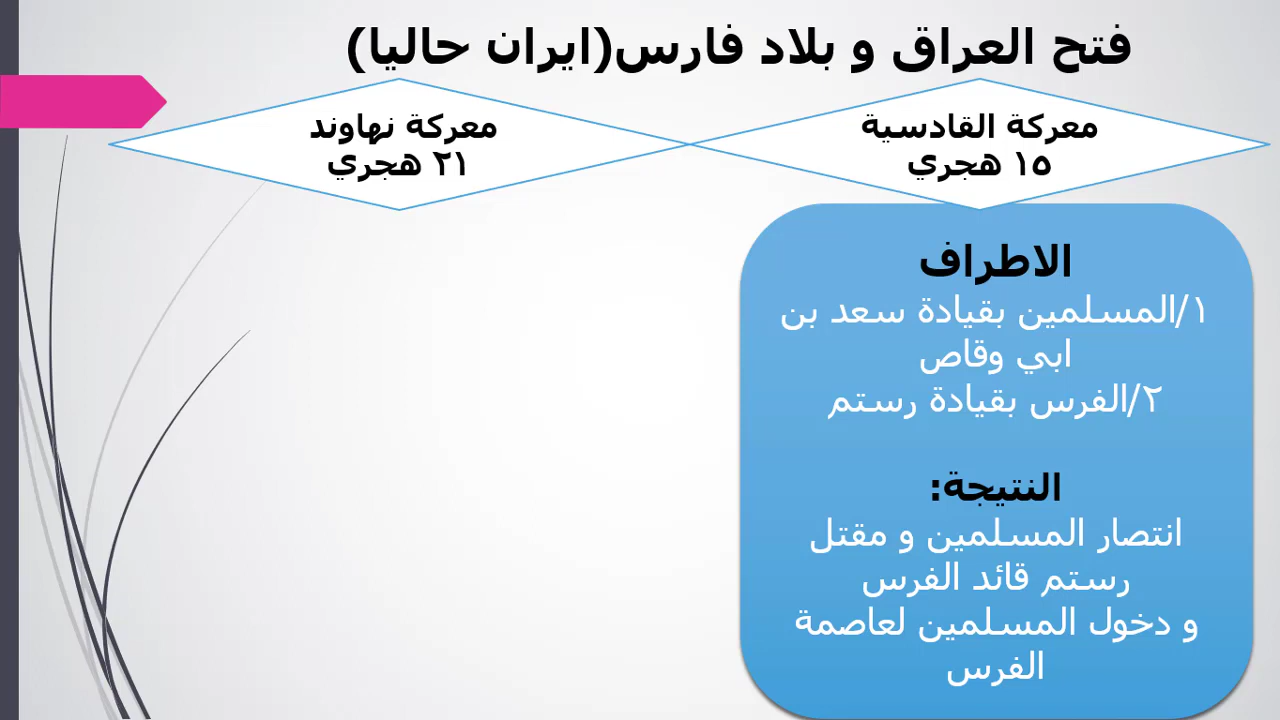 فتح العراق و بلاد فارس(ايران حاليا)
معركة القادسية
١٥ هجري
معركة نهاوند
٢١ هجري
الاطراف
١/المسلمين بقيادة سعد بن
ابي وقاص
٢/الفرس بقيادة رستم
النتيجة:
انتصار المسلمين و مقتل
رستم قائد الفرس
و دخول المسلمين لعاصمة
الفرس